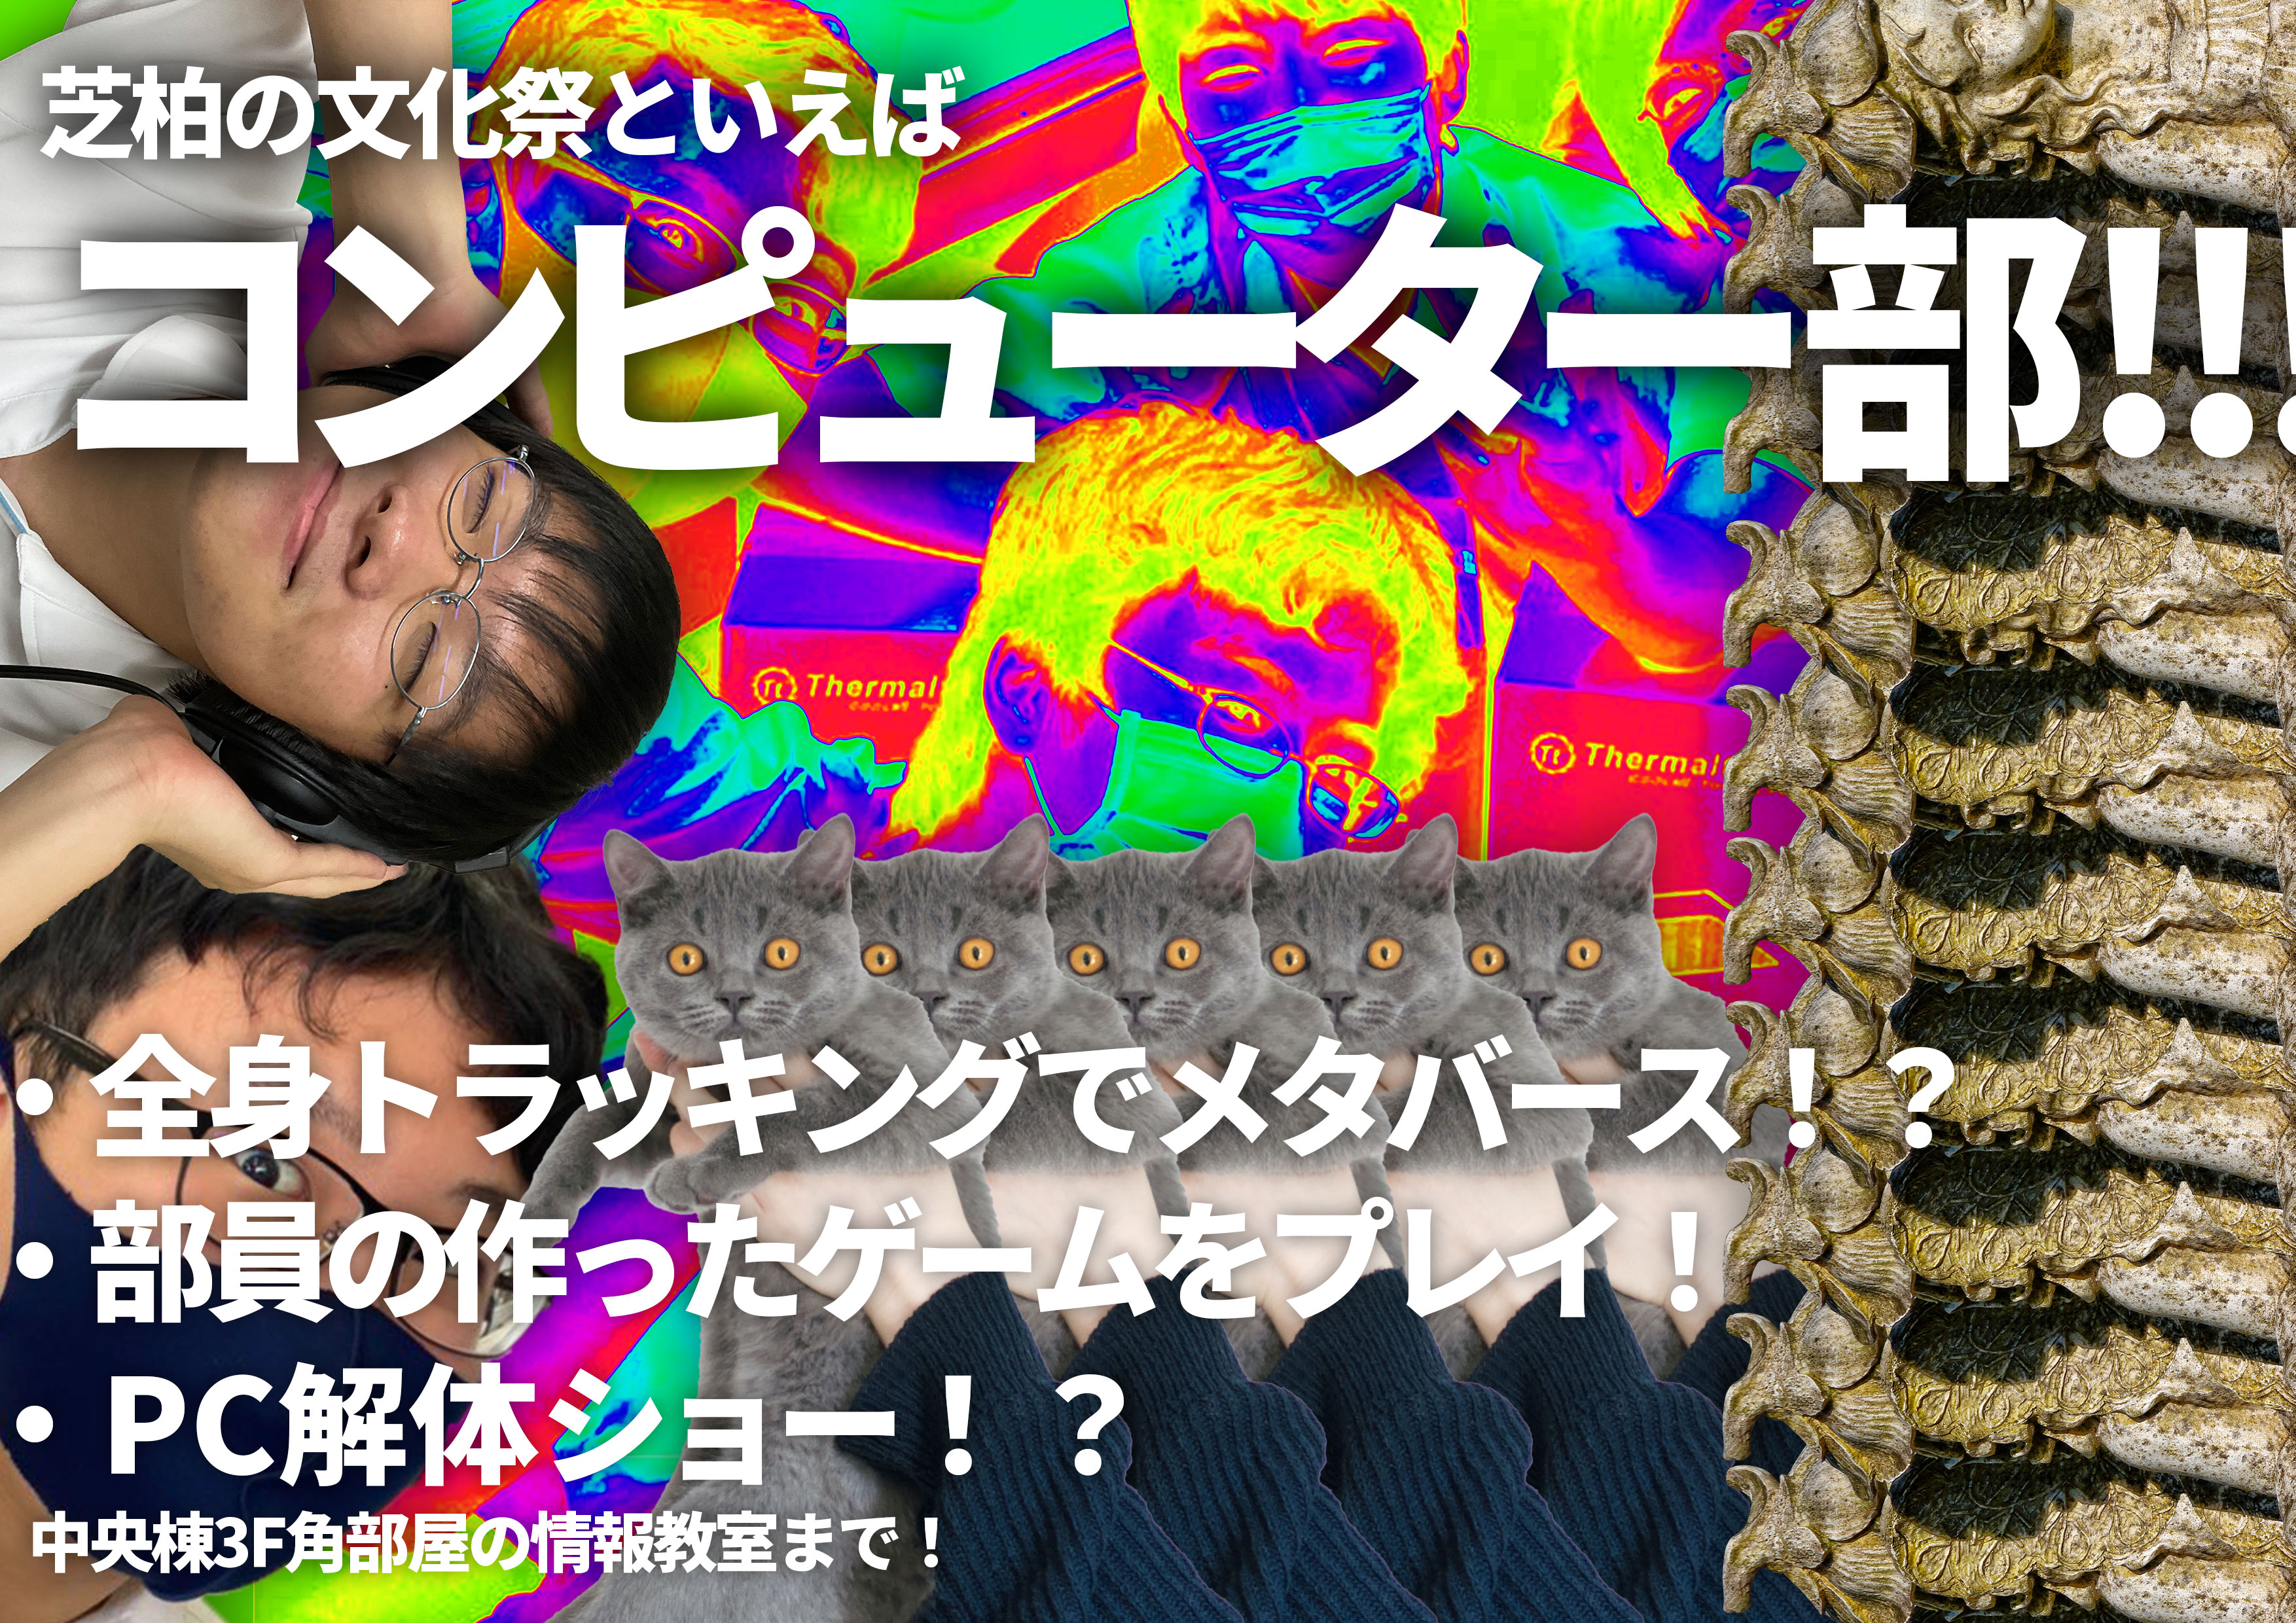 芝柏の文化祭といえば
コンピューター部!!!
Thermal
Thermal
・全身トラッキングでメタバース！？
・部員の作ったゲームをプレイ！
・PC解体ショー！？
中央棟3F角部屋の情報教室まで！